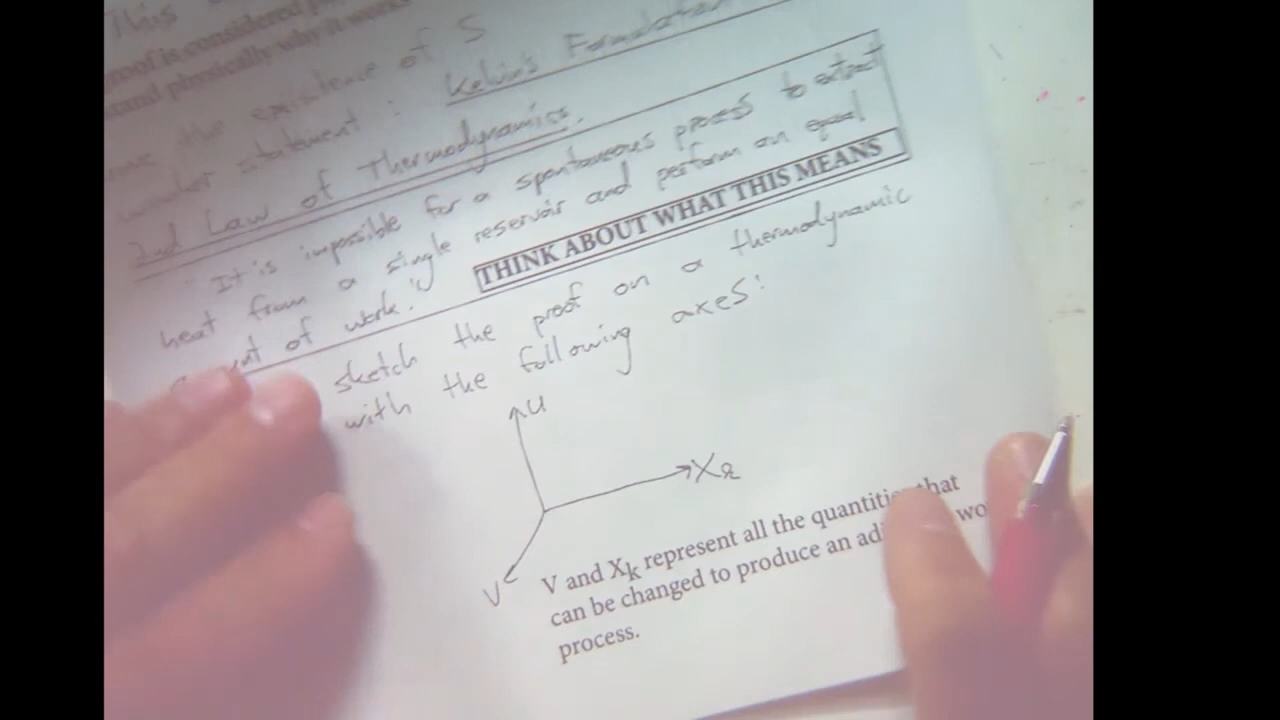 This
proof is considered
and physically why it works
the existence of S
statement: Kelvin's Formulation
2nd Law of Thermodynamics.
"It is impossible for a spontaneous process to extract
heat from a single reservoir and perform an equal
of work."
THINK ABOUT WHAT THIS MEANS
sketch the proof on a thermodynamic
with the following axes:
U
Xk
V
V and Xk represent all the quantities that
can be changed to produce an
process.